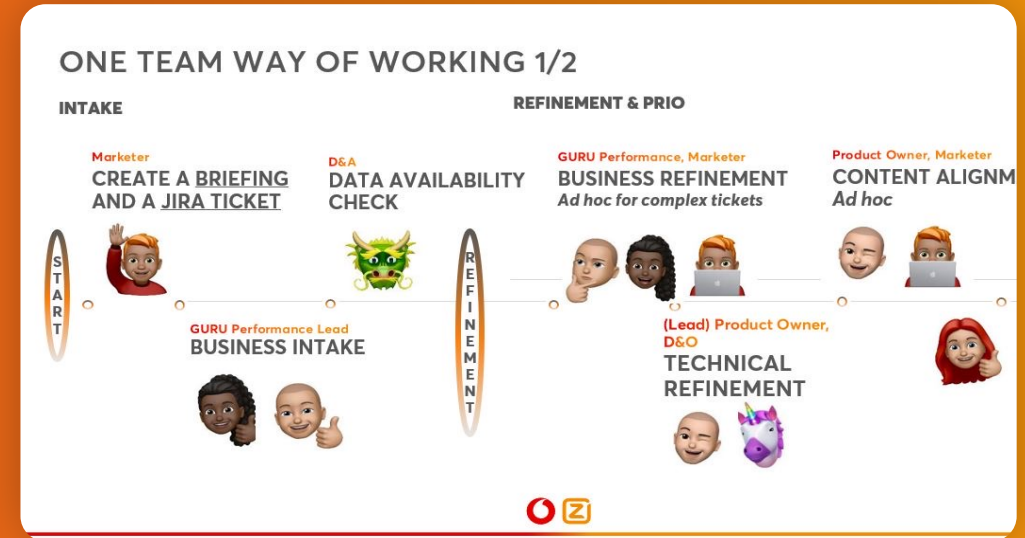 ONE TEAM WAY OF WORKING 1/2
INTAKE
REFINEMENT & PRIO
Marketer
CREATE A BRIEFING
AND A JIRA TICKET
D&A
DATA AVAILABILITY
CHECK
GURU Performance, Marketer
BUSINESS REFINEMENT
Ad hoc for complex tickets
Product Owner, Marketer
CONTENT ALIGNM
Ad hoc
START
REFINEMENT
GURU Performance Lead
BUSINESS INTAKE
(Lead) Product Owner,
D&O
TECHNICAL
REFINEMENT